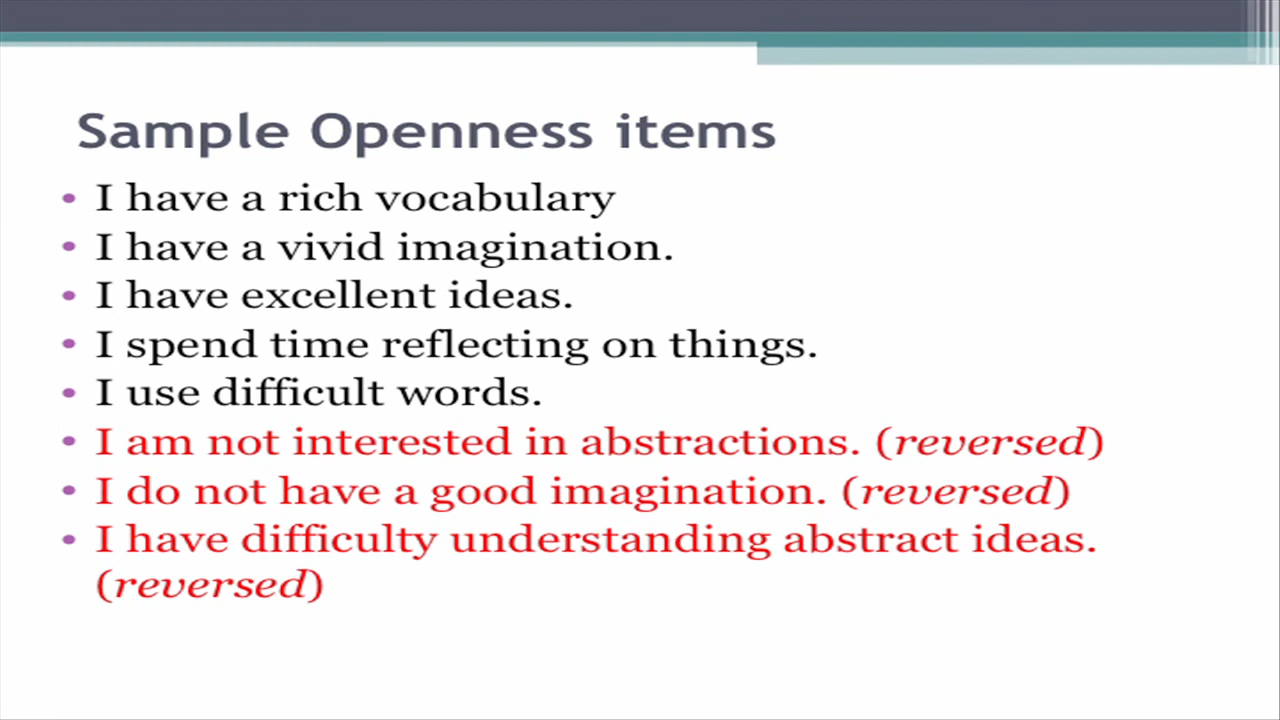 Sample Openness items
• I have a rich vocabulary
• I have a vivid imagination.
• I have excellent ideas.
• I spend time reflecting on things.
• I use difficult words.
• I am not interested in abstractions. (reversed)
• I do not have a good imagination. (reversed)
• I have difficulty understanding abstract ideas.
(reversed)